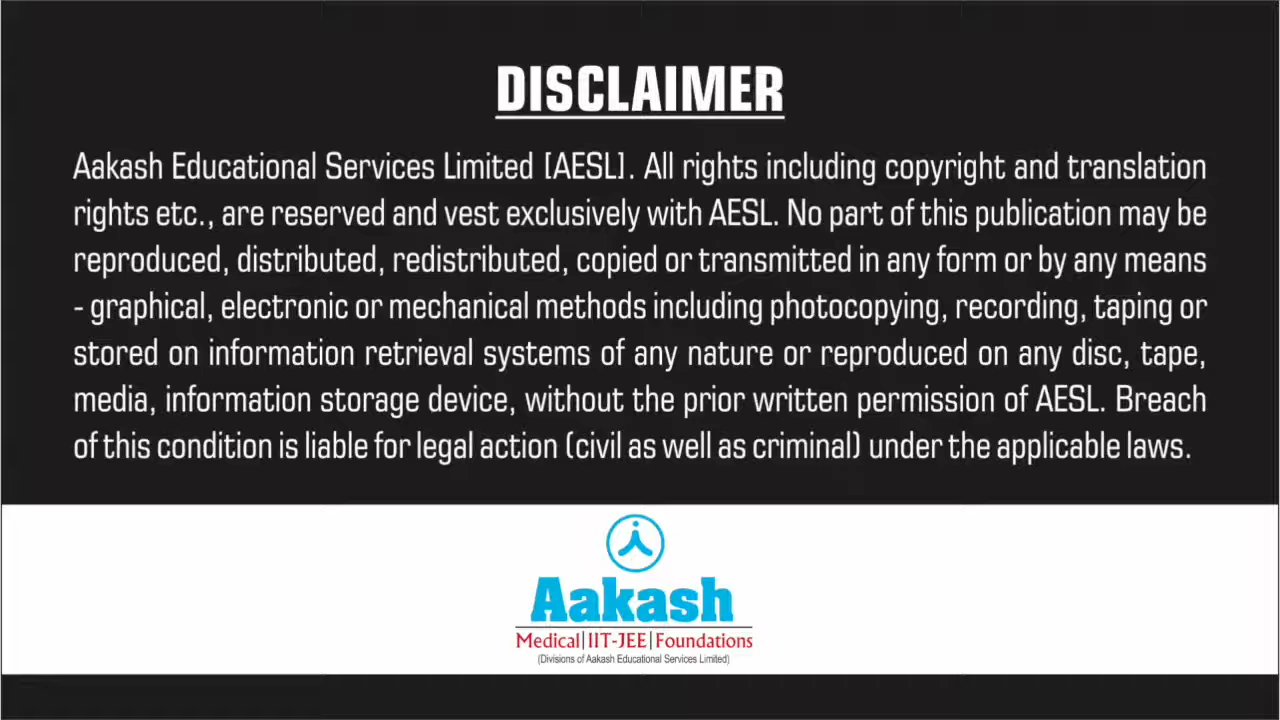 DISCLAIMER
Aakash Educational Services Limited [AESL]. All rights including copyright and translation
rights etc., are reserved and vest exclusively with AESL. No part of this publication may be
reproduced, distributed, redistributed, copied or transmitted in any form or by any means
- graphical, electronic or mechanical methods including photocopying, recording, taping or
stored on information retrieval systems of any nature or reproduced on any disc, tape,
media, information storage device, without the prior written permission of AESL. Breach
of this condition is liable for legal action (civil as well as criminal) under the applicable laws.
Aakash
Medical|IIT-JEE|Foundations
(Divisions of Aakash Educational Services Limited)